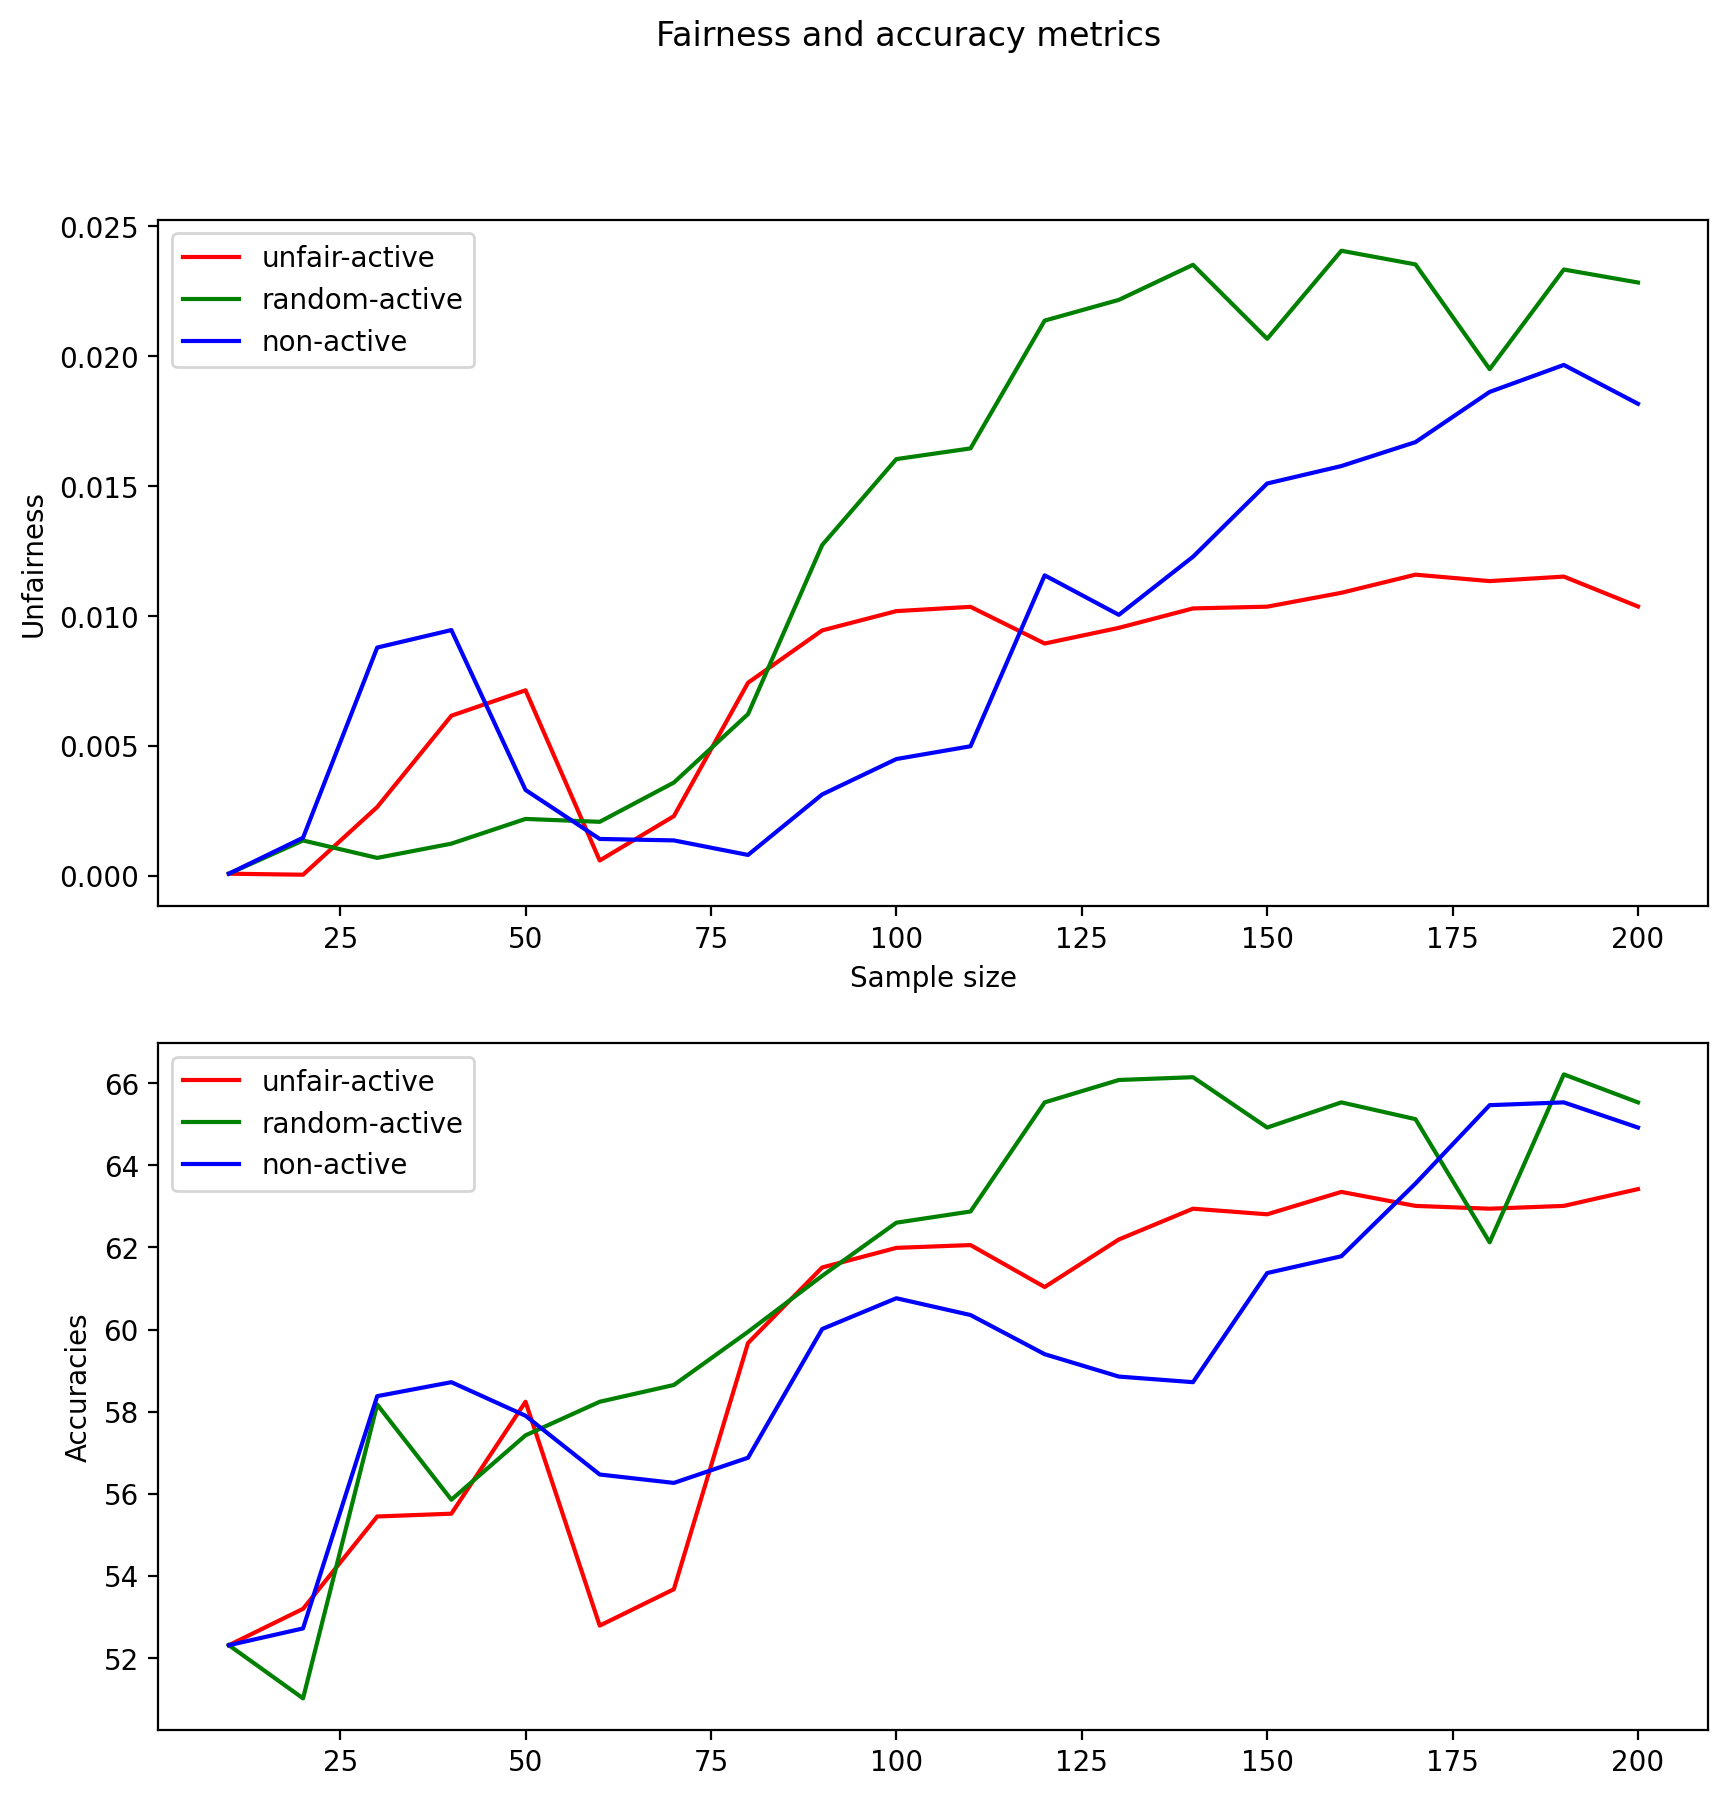 Fairness and accuracy metrics
0.025
0.020
0.015
0.010
0.005
0.000
Unfairness
unfair-active
random-active
non-active
25 50 75 100 125 150 175 200
Sample size
66
64
62
60
58
56
54
52
Accuracies
unfair-active
random-active
non-active
25 50 75 100 125 150 175 200